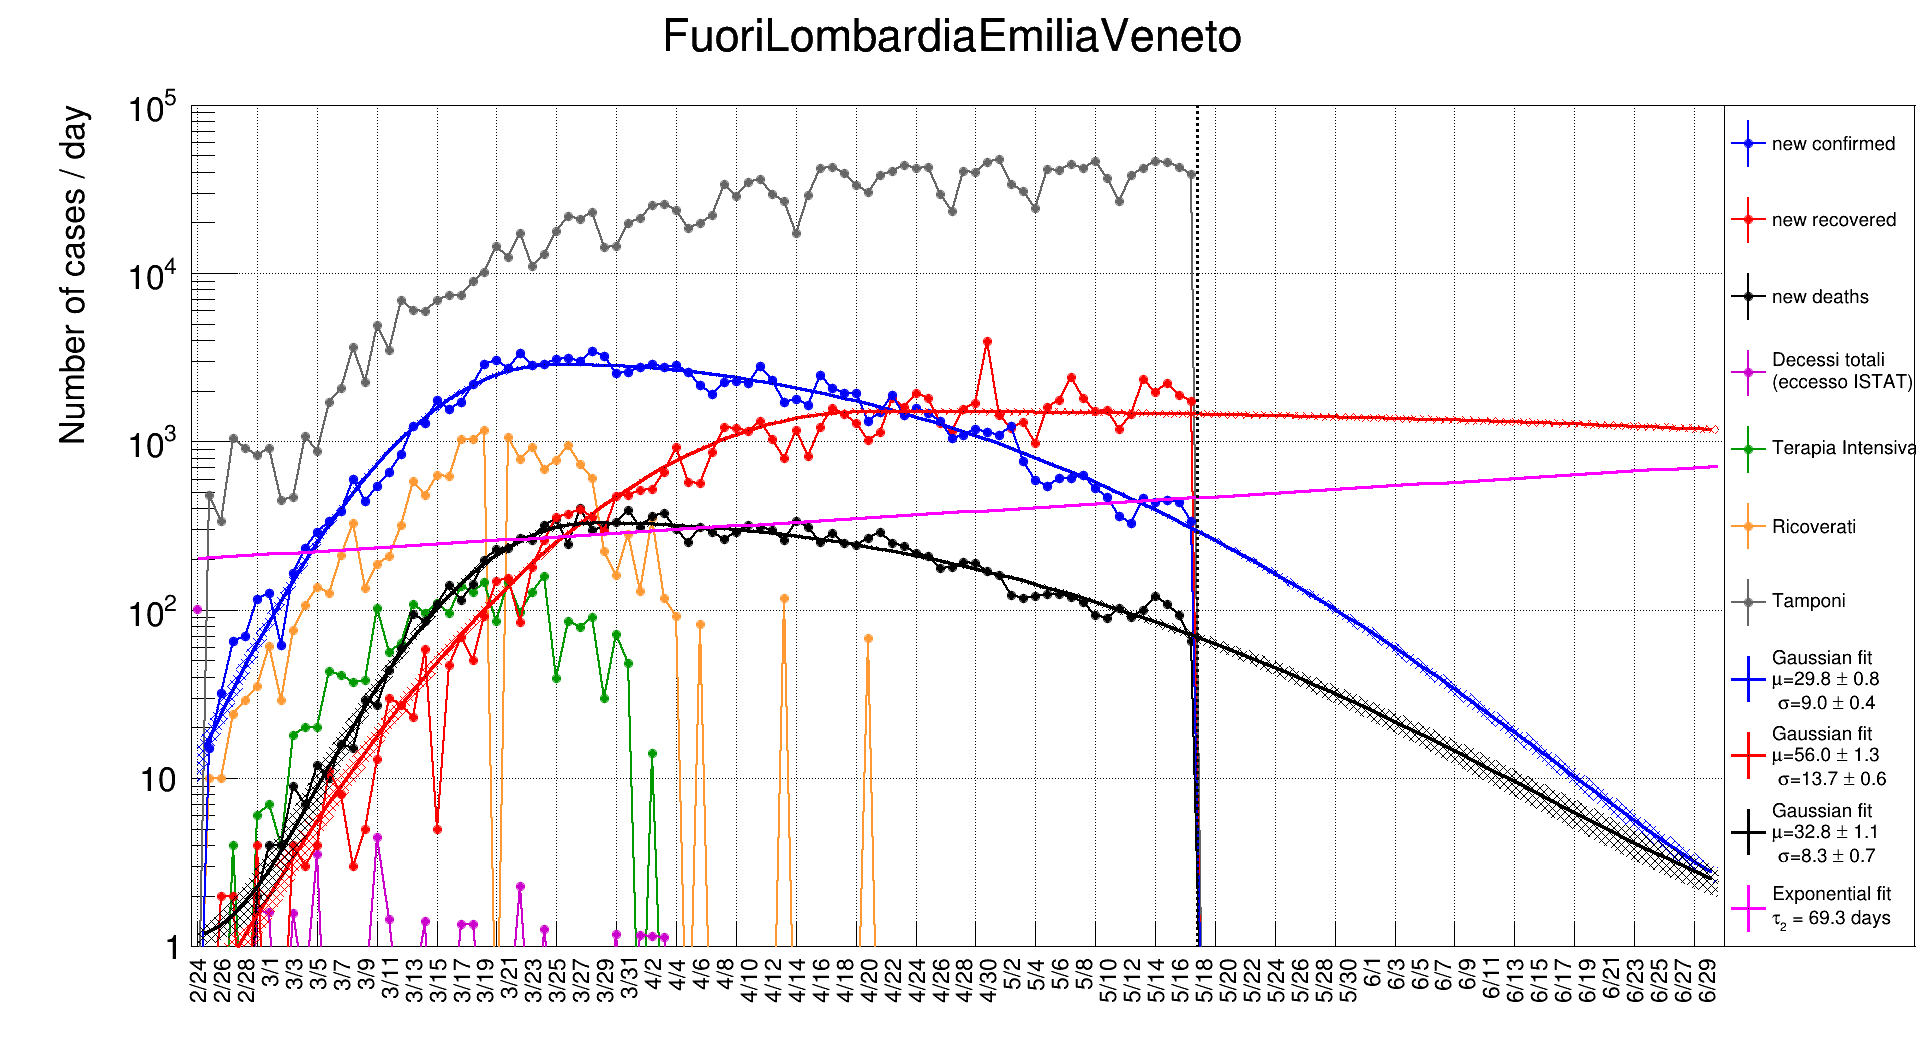 FuoriLombardiaEmiliaVeneto
Number of cases / day
10^5
10^4
10^3
10^2
10
1
2/24 2/26 2/28 3/1 3/3 3/5 3/7 3/9 3/11 3/13 3/15 3/17 3/19 3/21 3/23 3/25 3/27 3/29 3/31 4/2 4/4 4/6 4/8 4/10 4/12 4/14 4/16 4/18 4/20 4/22 4/24 4/26 4/28 4/30 5/2 5/4 5/6 5/8 5/10 5/12 5/14 5/16 5/18 5/20 5/22 5/24 5/26 5/28 5/30 6/1 6/3 6/5 6/7 6/9 6/11 6/13 6/15 6/17 6/19 6/21 6/23 6/25 6/27 6/29
new confirmed
new recovered
new deaths
Decessi totali
(eccesso ISTAT)
Terapia Intensiva
Ricoverati
Tamponi
Gaussian fit
μ=29.8 ± 0.8
σ=9.0 ± 0.4
Gaussian fit
μ=56.0 ± 1.3
σ=13.7 ± 0.6
Gaussian fit
μ=32.8 ± 1.1
σ=8.3 ± 0.7
Exponential fit
τ₂ = 69.3 days